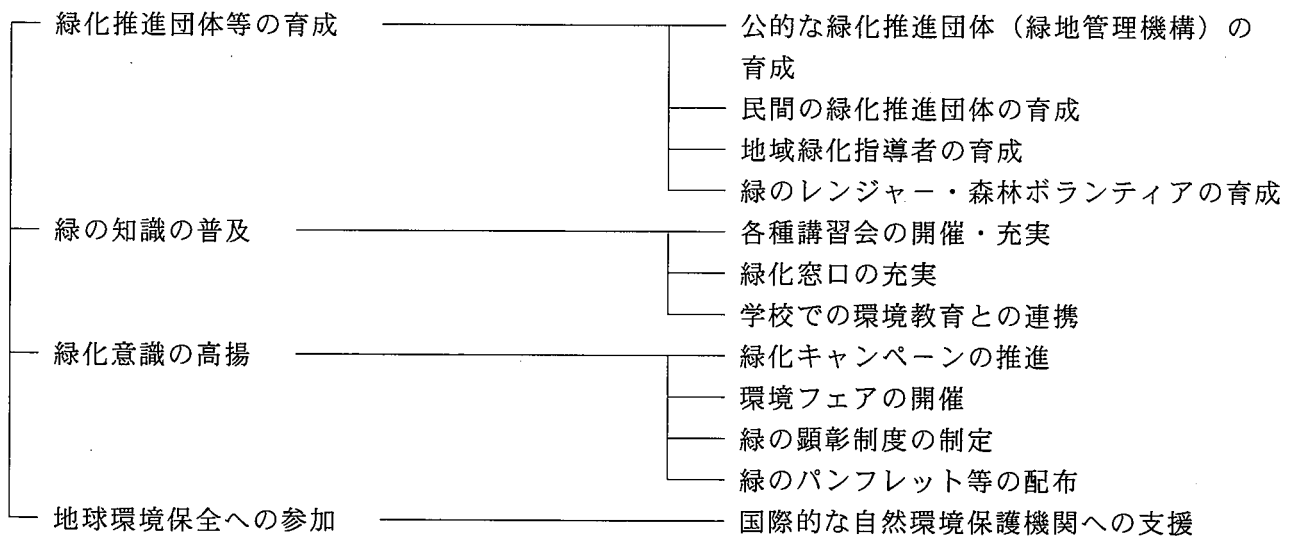 緑化推進団体等の育成
公的な緑化推進団体（緑地管理機構）の
育成
民間の緑化推進団体の育成
地域緑化指導者の育成
緑のレンジャー・森林ボランティアの育成
緑の知識の普及
各種講習会の開催・充実
緑化窓口の充実
学校での環境教育との連携
緑化意識の高揚
緑化キャンペーンの推進
環境フェアの開催
緑の顕彰制度の制定
緑のパンフレット等の配布
地球環境保全への参加
国際的な自然環境保護機関への支援